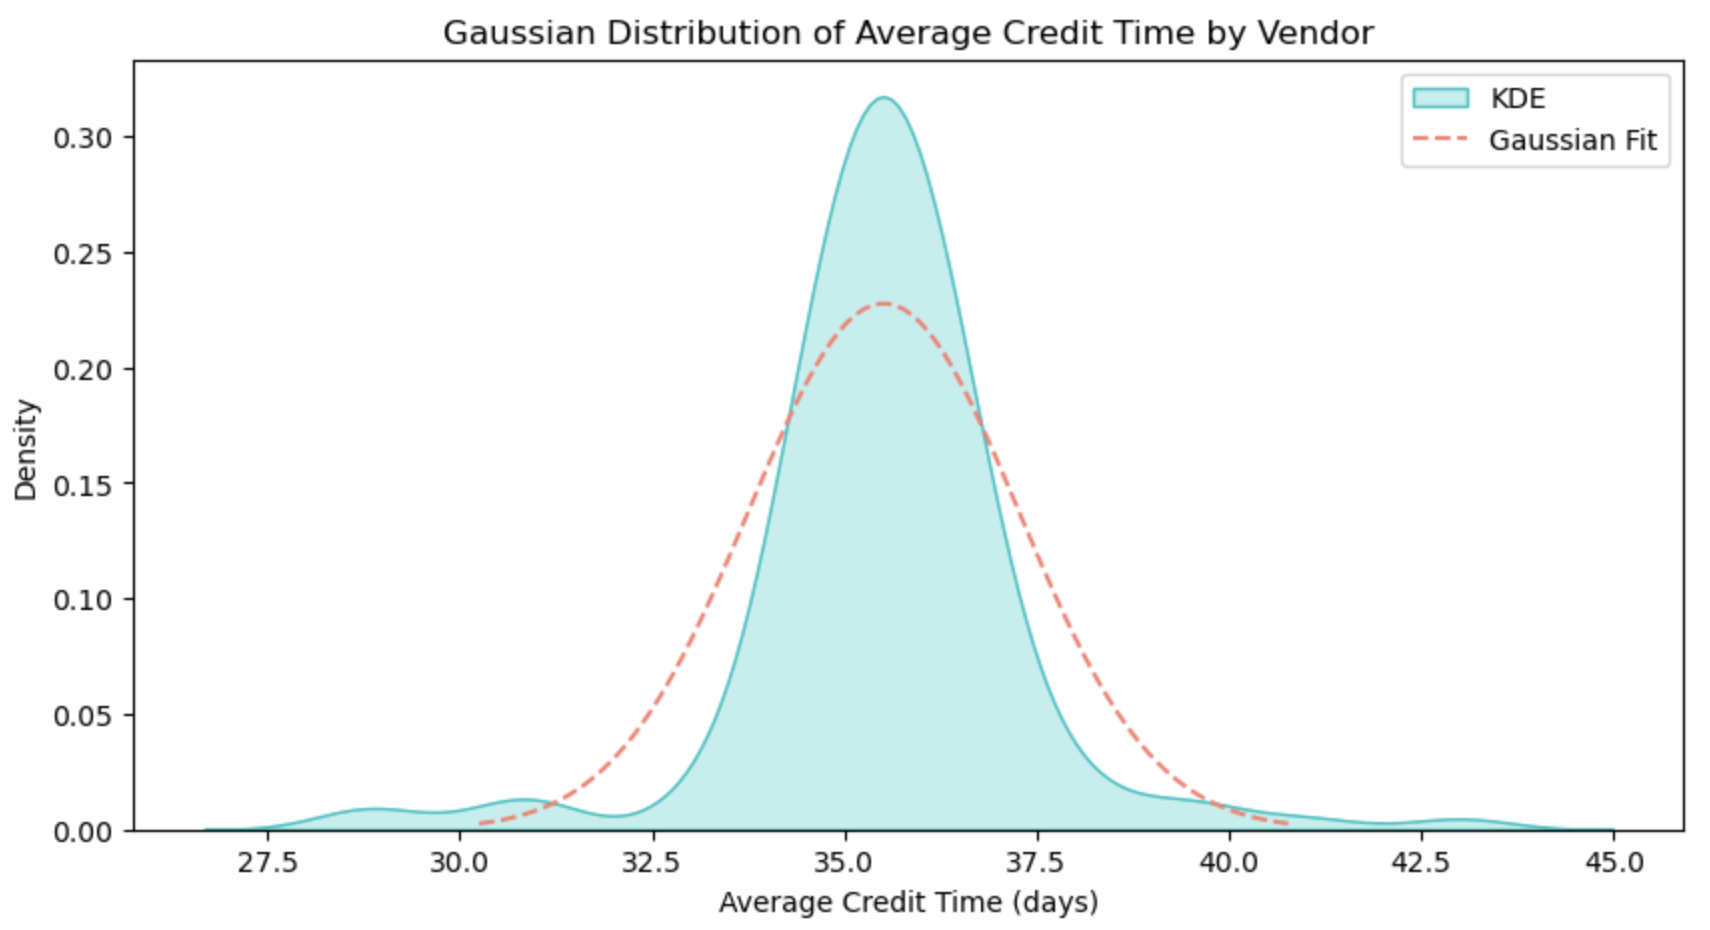 Gaussian Distribution of Average Credit Time by Vendor
KDE
Gaussian Fit
Density
0.30
0.25
0.20
0.15
0.10
0.05
0.00
27.5 30.0 32.5 35.0 37.5 40.0 42.5 45.0
Average Credit Time (days)